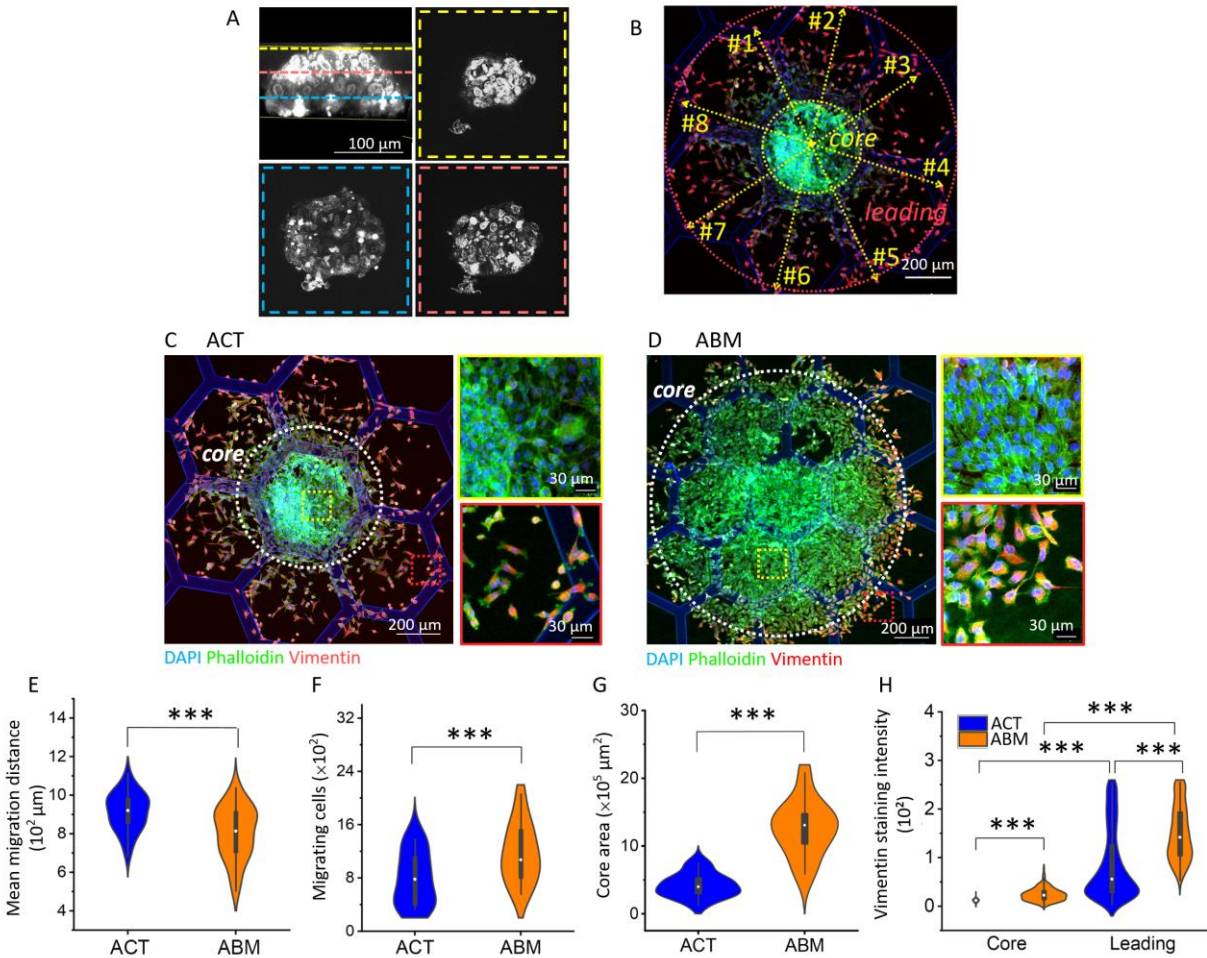 A
100 µm
B
#1
#2
#3
#8
core
#4
leading
#7
#6
#5
200 µm
C ACT
core
200 µm
30 µm
30 µm
DAPI Phalloidin Vimentin
D ABM
core
200 µm
30 µm
30 µm
DAPI Phalloidin Vimentin
E
Mean migration distance
(10² µm)
14
12
10
8
6
4
***
ACT ABM
F
Migrating cells (×10²)
32
24
16
8
0
***
ACT ABM
G
Core area (×10⁵ µm²)
30
20
10
0
***
ACT ABM
H
Vimentin staining intensity
(10²)
4
3
2
1
0
ACT
ABM
***
***
***
***
Core Leading